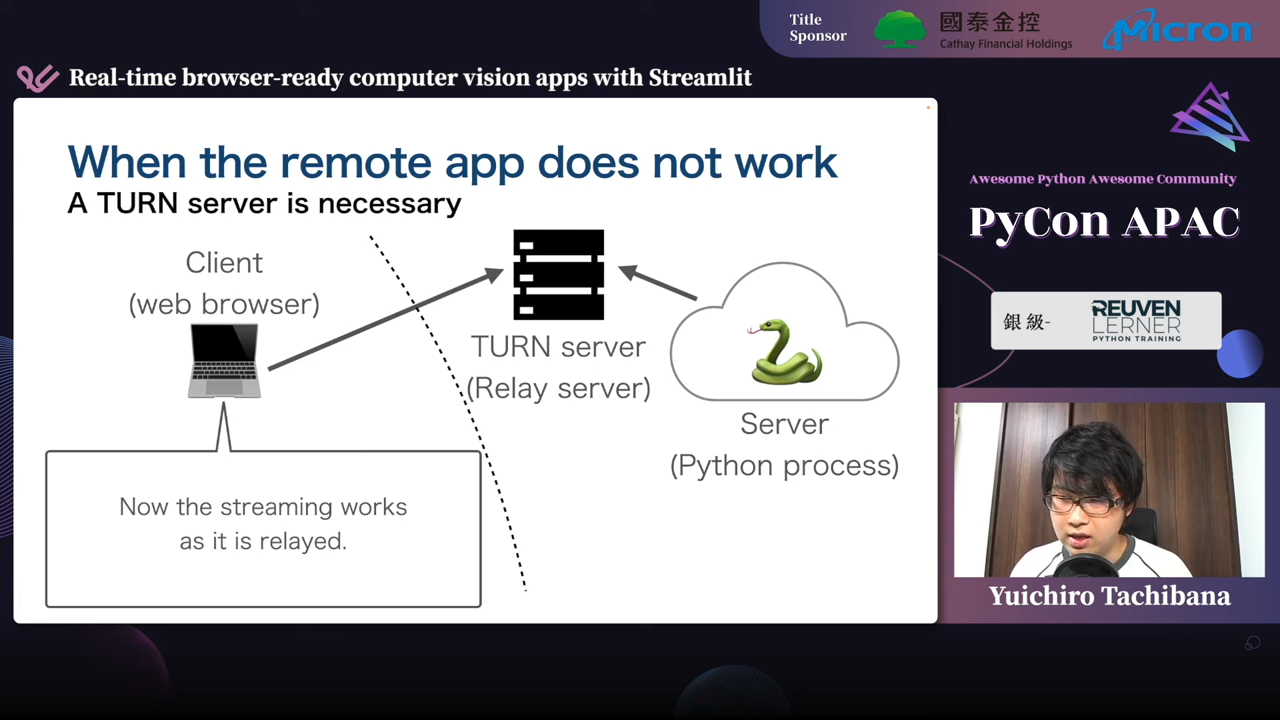 Title
Sponsor
國泰金控
Cathay Financial Holdings
Micron
Real-time browser-ready computer vision apps with Streamlit
When the remote app does not work
A TURN server is necessary
Client
(web browser)
TURN server
(Relay server)
Server
(Python process)
Now the streaming works
as it is relayed.
Awesome Python Awesome Community
PyCon APAC
銀級-
REUVEN
LERNER
PYTHON TRAINING
Yuichiro Tachibana